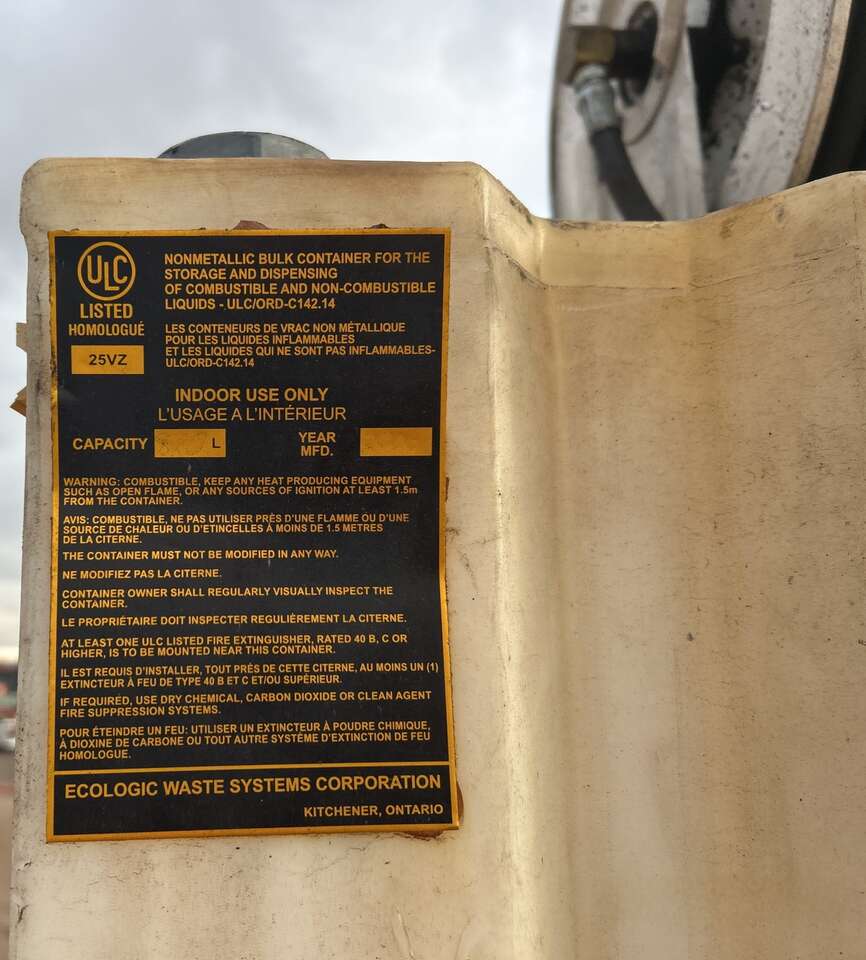 ULC
LISTED
HOMOLOGUÉ
25VZ
NONMETALLIC BULK CONTAINER FOR THE
STORAGE AND DISPENSING
OF COMBUSTIBLE AND NON-COMBUSTIBLE
LIQUIDS - ULC/ORD-C142.14
LES CONTENEURS DE VRAC NON MÉTALLIQUE
POUR LES LIQUIDES INFLAMMABLES
ET LES LIQUIDES QUI NE SONT PAS INFLAMMABLES-
ULC/ORD-C142.14
INDOOR USE ONLY
L'USAGE A L'INTÉRIEUR
CAPACITY L YEAR
MFD.
WARNING: COMBUSTIBLE, KEEP ANY HEAT PRODUCING EQUIPMENT
SUCH AS OPEN FLAME, OR ANY SOURCES OF IGNITION AT LEAST 1.5m
FROM THE CONTAINER.
AVIS: COMBUSTIBLE, NE PAS UTILISER PRÈS D'UNE FLAMME OU D'UNE
SOURCE DE CHALEUR OU D'ETINCELLES À MOINS DE 1.5 METRES
DE LA CITERNE.
THE CONTAINER MUST NOT BE MODIFIED IN ANY WAY.
NE MODIFIEZ PAS LA CITERNE.
CONTAINER OWNER SHALL REGULARLY VISUALLY INSPECT THE
CONTAINER.
LE PROPRIÉTAIRE DOIT INSPECTER REGULIÈREMENT LA CITERNE.
AT LEAST ONE ULC LISTED FIRE EXTINGUISHER, RATED 40 B, C OR
HIGHER, IS TO BE MOUNTED NEAR THIS CONTAINER.
IL EST REQUIS D'INSTALLER, TOUT PRÉS DE CETTE CITERNE, AU MOINS UN (1)
EXTINCTEUR À FEU DE TYPE 40 B ET C ET/OU SUPÉRIEUR.
IF REQUIRED, USE DRY CHEMICAL, CARBON DIOXIDE OR CLEAN AGENT
FIRE SUPPRESSION SYSTEMS.
POUR ÉTEINDRE UN FEU: UTILISER UN EXTINCTEUR À POUDRE CHIMIQUE,
À DIOXINE DE CARBONE OU TOUT AUTRE SYSTÈME D'EXTINCTION DE FEU
HOMOLOGUE.
ECOLOGIC WASTE SYSTEMS CORPORATION
KITCHENER, ONTARIO